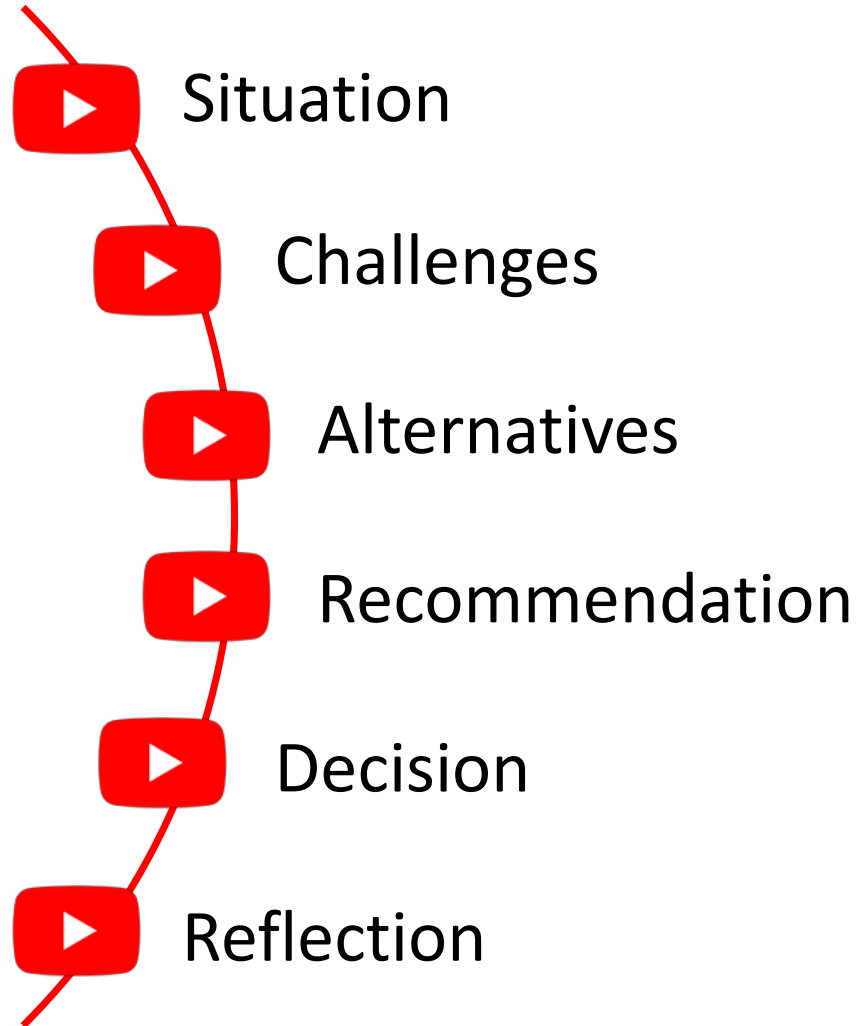 Situation
Challenges
Alternatives
Recommendation
Decision
Reflection